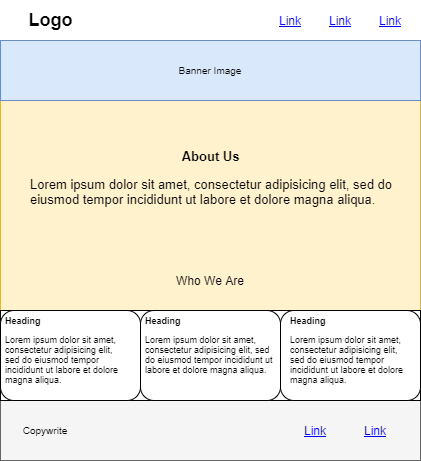 Logo
Link Link Link
Banner Image
About Us
Lorem ipsum dolor sit amet, consectetur adipisicing elit, sed do
eiusmod tempor incididunt ut labore et dolore magna aliqua.
Who We Are
Heading
Lorem ipsum dolor sit amet,
consectetur adipisicing elit,
sed do eiusmod tempor
incididunt ut labore et dolore
magna aliqua.
Heading
Lorem ipsum dolor sit amet,
consectetur adipisicing elit, sed
do eiusmod tempor incididunt ut
labore et dolore magna aliqua.
Heading
Lorem ipsum dolor sit amet,
consectetur adipisicing elit,
sed do eiusmod tempor
incididunt ut labore et dolore
magna aliqua.
Copywrite
Link Link